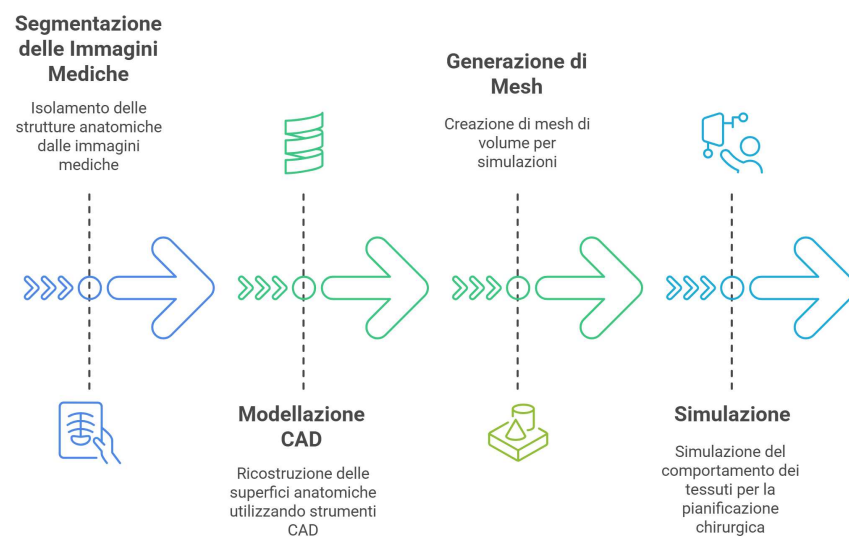 Segmentazione
delle Immagini
Mediche
Isolamento delle
strutture anatomiche
dalle immagini
mediche
Modellazione
CAD
Ricostruzione delle
superfici anatomiche
utilizzando strumenti
CAD
Generazione di
Mesh
Creazione di mesh di
volume per
simulazioni
Simulazione
Simulazione del
comportamento dei
tessuti per la
pianificazione
chirurgica